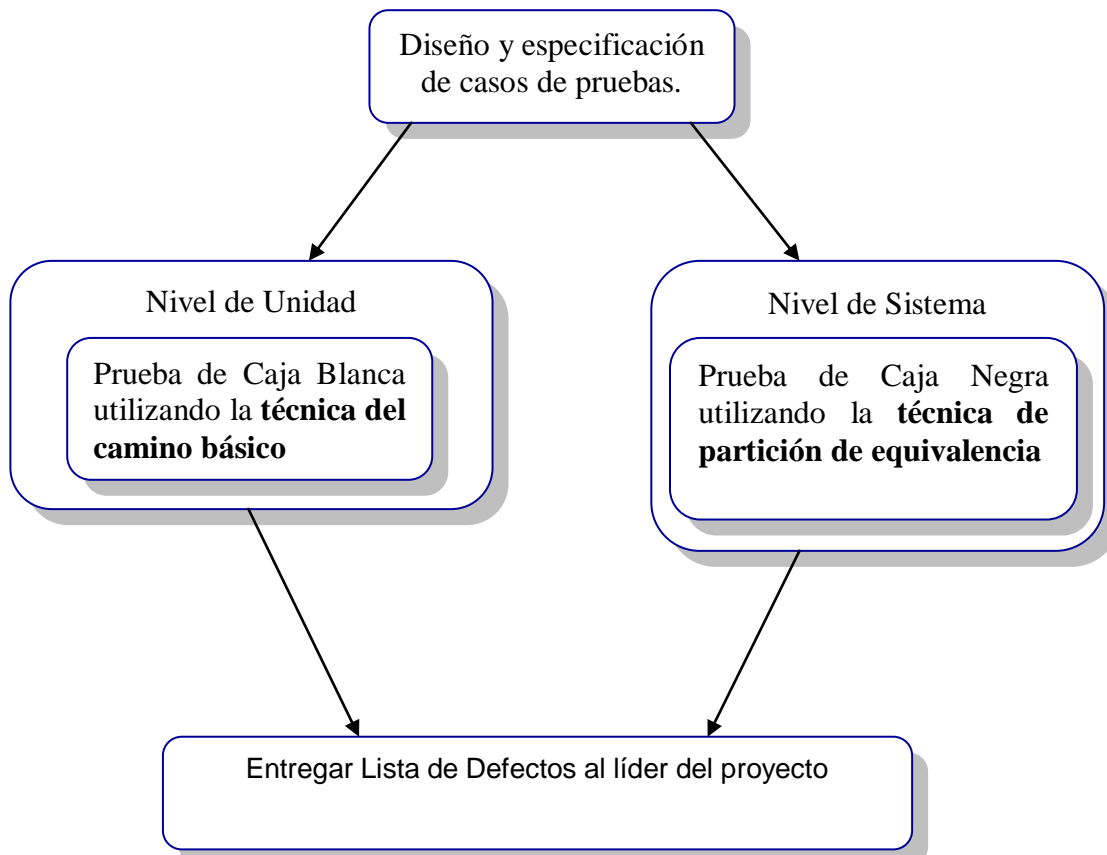 Diseño y especificación
de casos de pruebas.
Nivel de Unidad
Prueba de Caja Blanca
utilizando la técnica del
camino básico
Nivel de Sistema
Prueba de Caja Negra
utilizando la técnica de
partición de equivalencia
Entregar Lista de Defectos al líder del proyecto